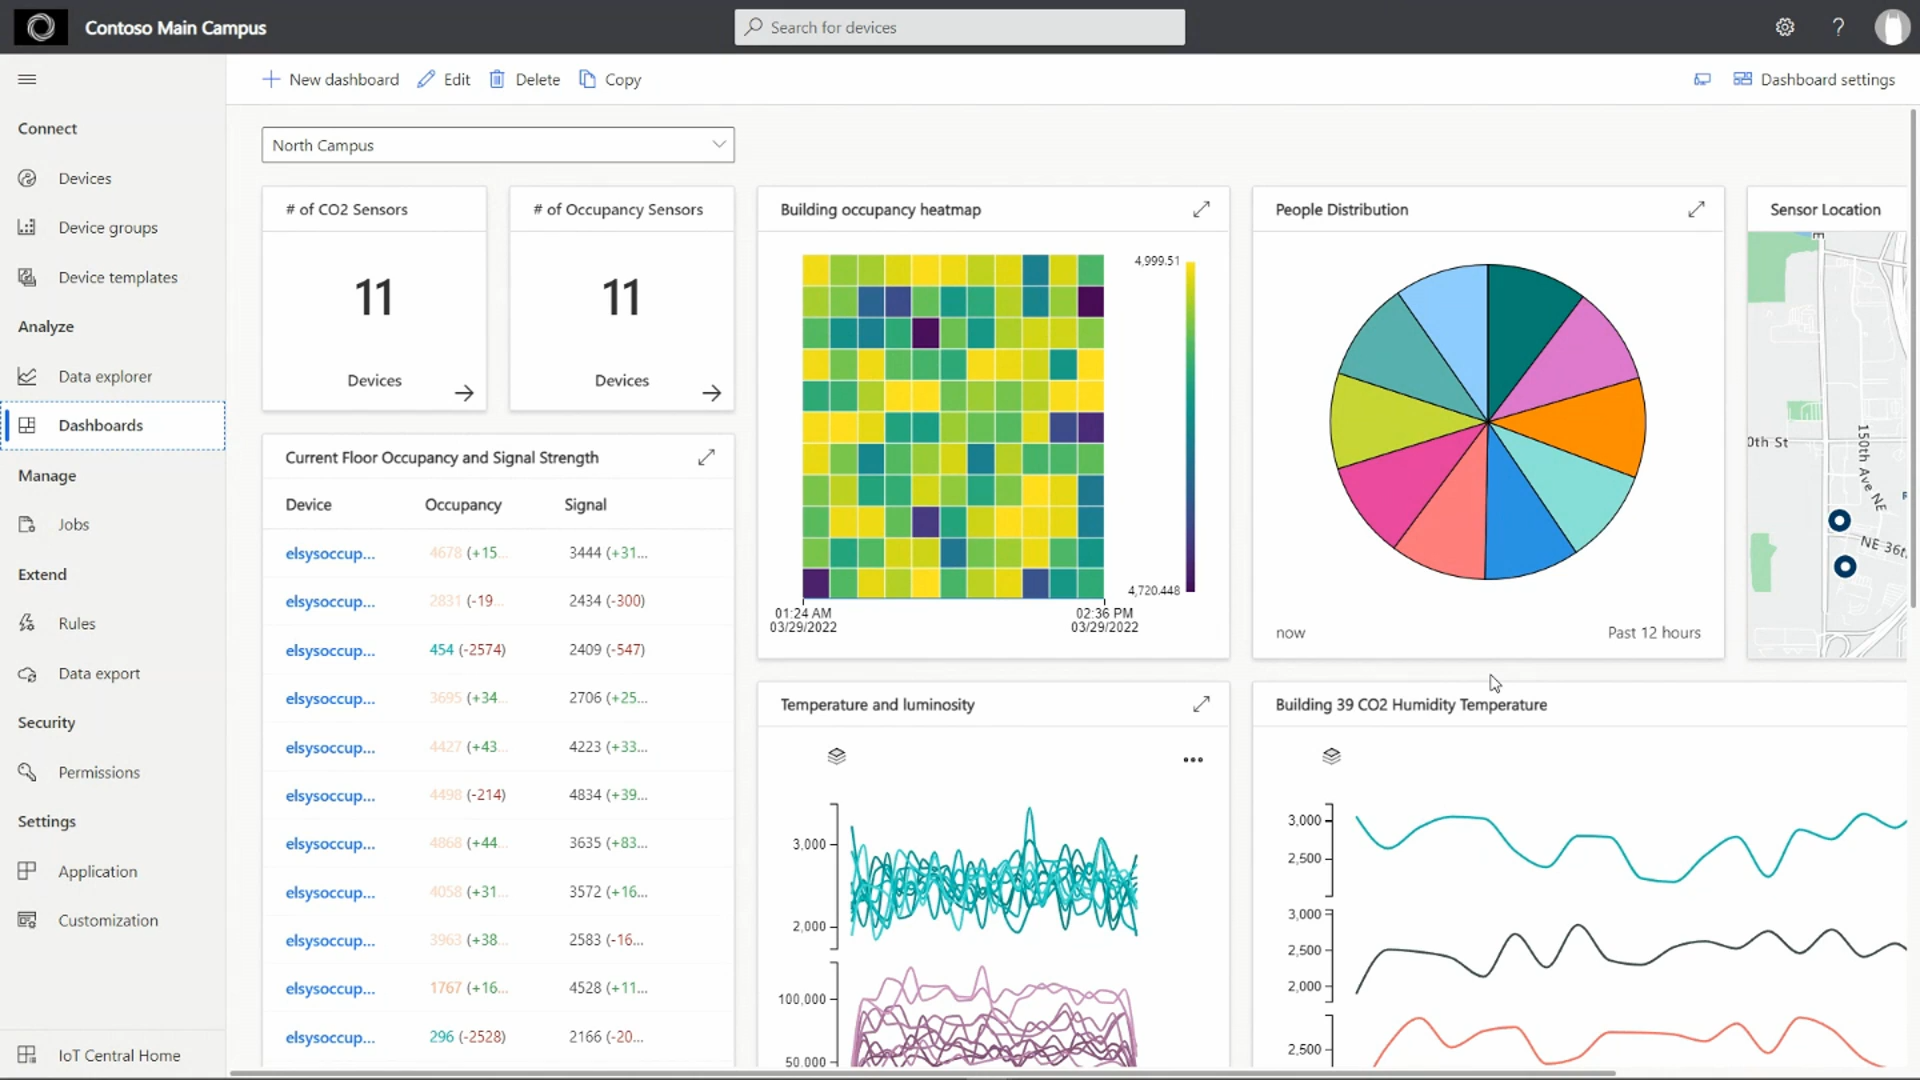 Contoso Main Campus
Search for devices
?
New dashboard
Edit
Delete
Copy
Dashboard settings
Connect
Devices
Device groups
Device templates
Analyze
Data explorer
Dashboards
Manage
Jobs
Extend
Rules
Data export
Security
Permissions
Settings
Application
Customization
IoT Central Home
North Campus
# of CO2 Sensors
11
Devices
# of Occupancy Sensors
11
Devices
Current Floor Occupancy and Signal Strength
Device Occupancy Signal
elsysoccup... 4678 (+15... 3444 (+31...
elsysoccup... 2831 (-19... 2434 (-300)
elsysoccup... 454 (-2574) 2409 (-547)
elsysoccup... 3695 (+34... 2706 (+25...
elsysoccup... 4427 (+43... 4223 (+33...
elsysoccup... 4498 (-214) 4834 (+39...
elsysoccup... 4868 (+44... 3635 (+83...
elsysoccup... 4058 (+31... 3572 (+16...
elsysoccup... 3963 (+38... 2583 (-16...
elsysoccup... 1767 (+16... 4528 (+11...
elsysoccup... 296 (-2528) 2166 (-20...
Building occupancy heatmap
4,999.51
4,720.448
01:24 AM
03/29/2022
02:36 PM
03/29/2022
People Distribution
now
Past 12 hours
Sensor Location
0th St
150th Ave NE
NE 36t
Temperature and luminosity
3,000
2,000
100,000
50,000
Building 39 CO2 Humidity Temperature
3,000
2,500
3,000
2,500
2,000
2,500